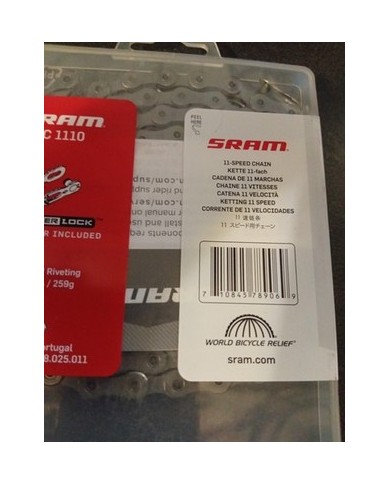 SRAM
C 1110
ERLOCK
R INCLUDED
Riveting
/ 259g
ortugal
8.025.011
PEEL
HERE
SRAM
11-SPEED CHAIN
KETTE 11-fach
CADENA DE 11 MARCHAS
CHAINE 11 VITESSES
CATENA 11 VELOCITÀ
KETTING 11 SPEED
CORRENTE DE 11 VELOCIDADES
11 速链条
11 スピード用チェーン
7 10845 78906 9
WORLD BICYCLE RELIEF
sram.com
SRAM